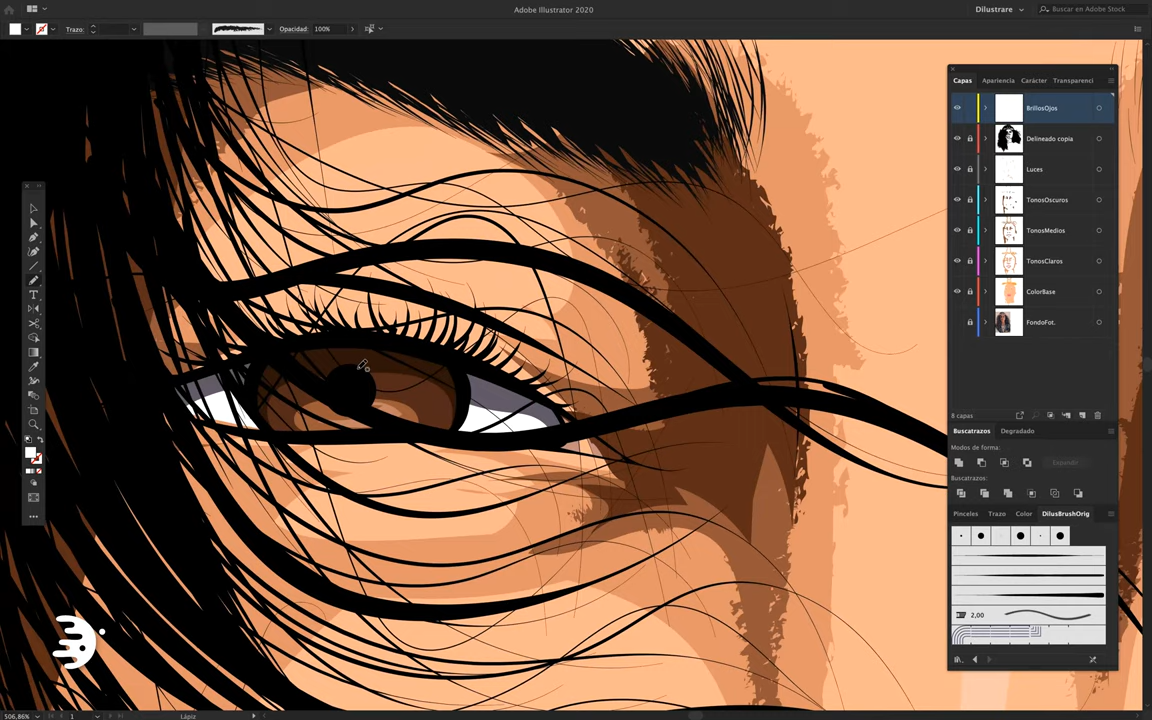 Adobe Illustrator 2020
Dilustrare
Buscar en Adobe Stock
Trazo:
Opacidad: 100%
Capas Apariencia Carácter Transparenci
BrillosOjos
Delineado copia
Luces
TonosOscuros
TonosMedios
TonosClaros
ColorBase
FondoFot.
8 capas
Buscatrazos Degradado
Modos de forma:
Expandir
Buscatrazos:
Pinceles Trazo Color DilusBrushOrig
2,00
506,86% 1 Lápiz